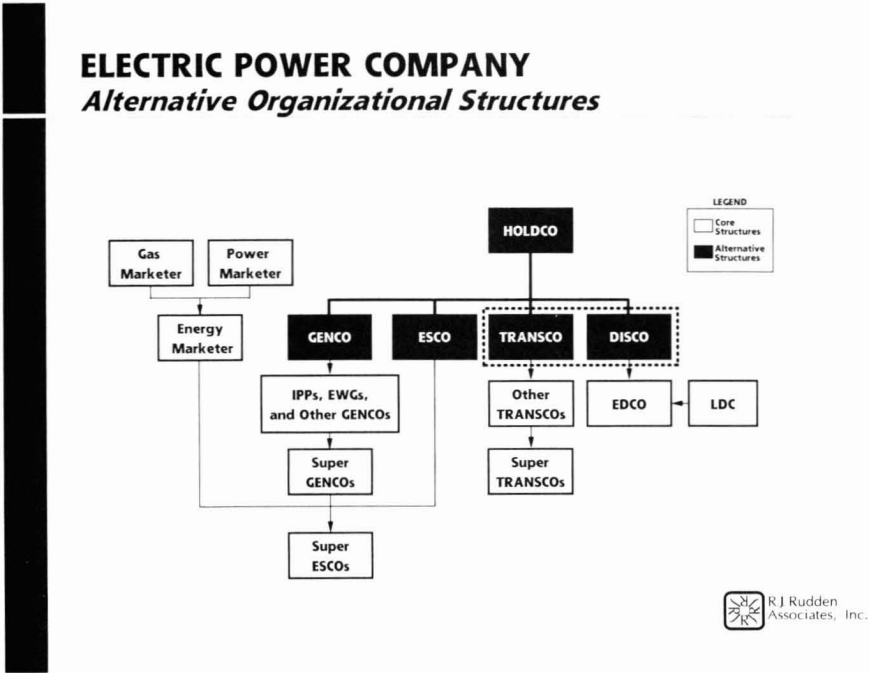 ELECTRIC POWER COMPANY
Alternative Organizational Structures
LEGEND
Core
Structures
Alternative
Structures
HOLDCO
Gas
Marketer
Power
Marketer
Energy
Marketer
GENCO
ESCO
TRANSCO
DISCO
IPPs, EWGs,
and Other GENCOs
Other
TRANSCOs
EDCO
LDC
Super
GENCOs
Super
TRANSCOs
Super
ESCOs
R J Rudden
Associates, Inc.